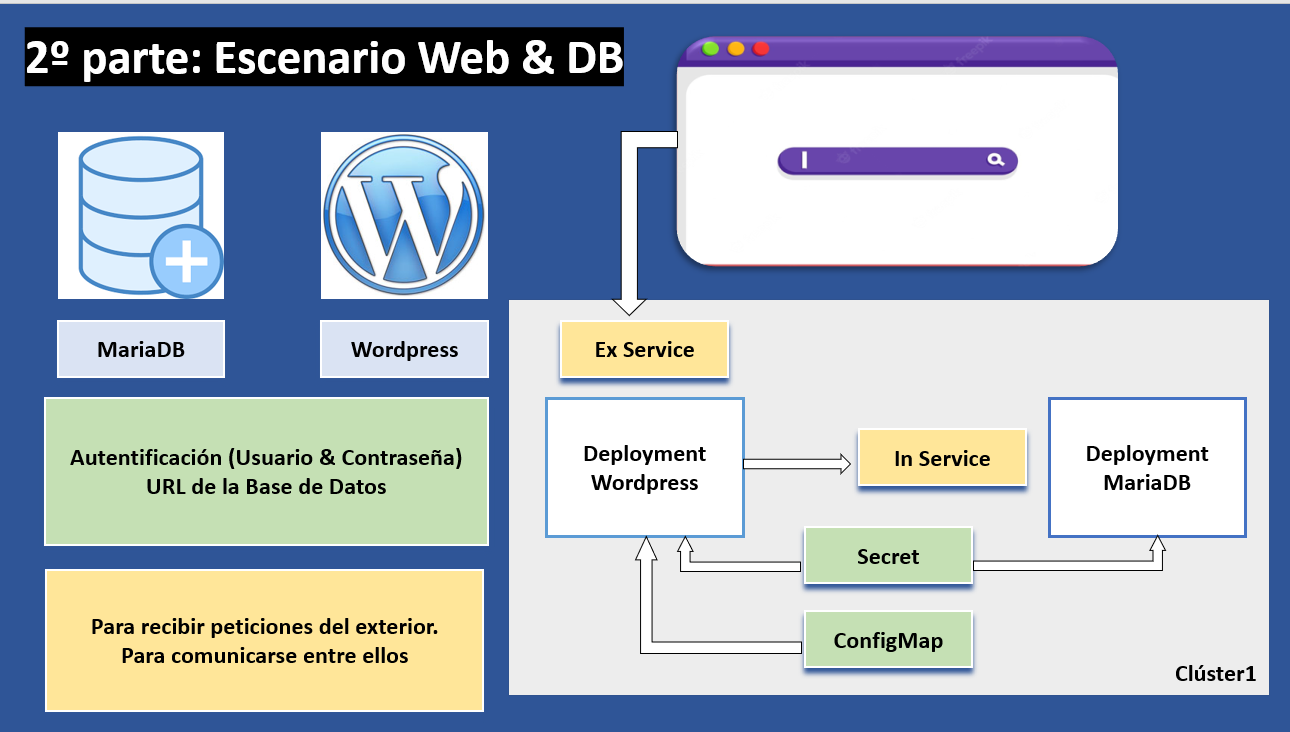 2º parte: Escenario Web & DB
MariaDB
Wordpress
Autentificación (Usuario & Contraseña)
URL de la Base de Datos
Para recibir peticiones del exterior.
Para comunicarse entre ellos
Ex Service
Deployment
Wordpress
In Service
Deployment
MariaDB
Secret
ConfigMap
Clúster1